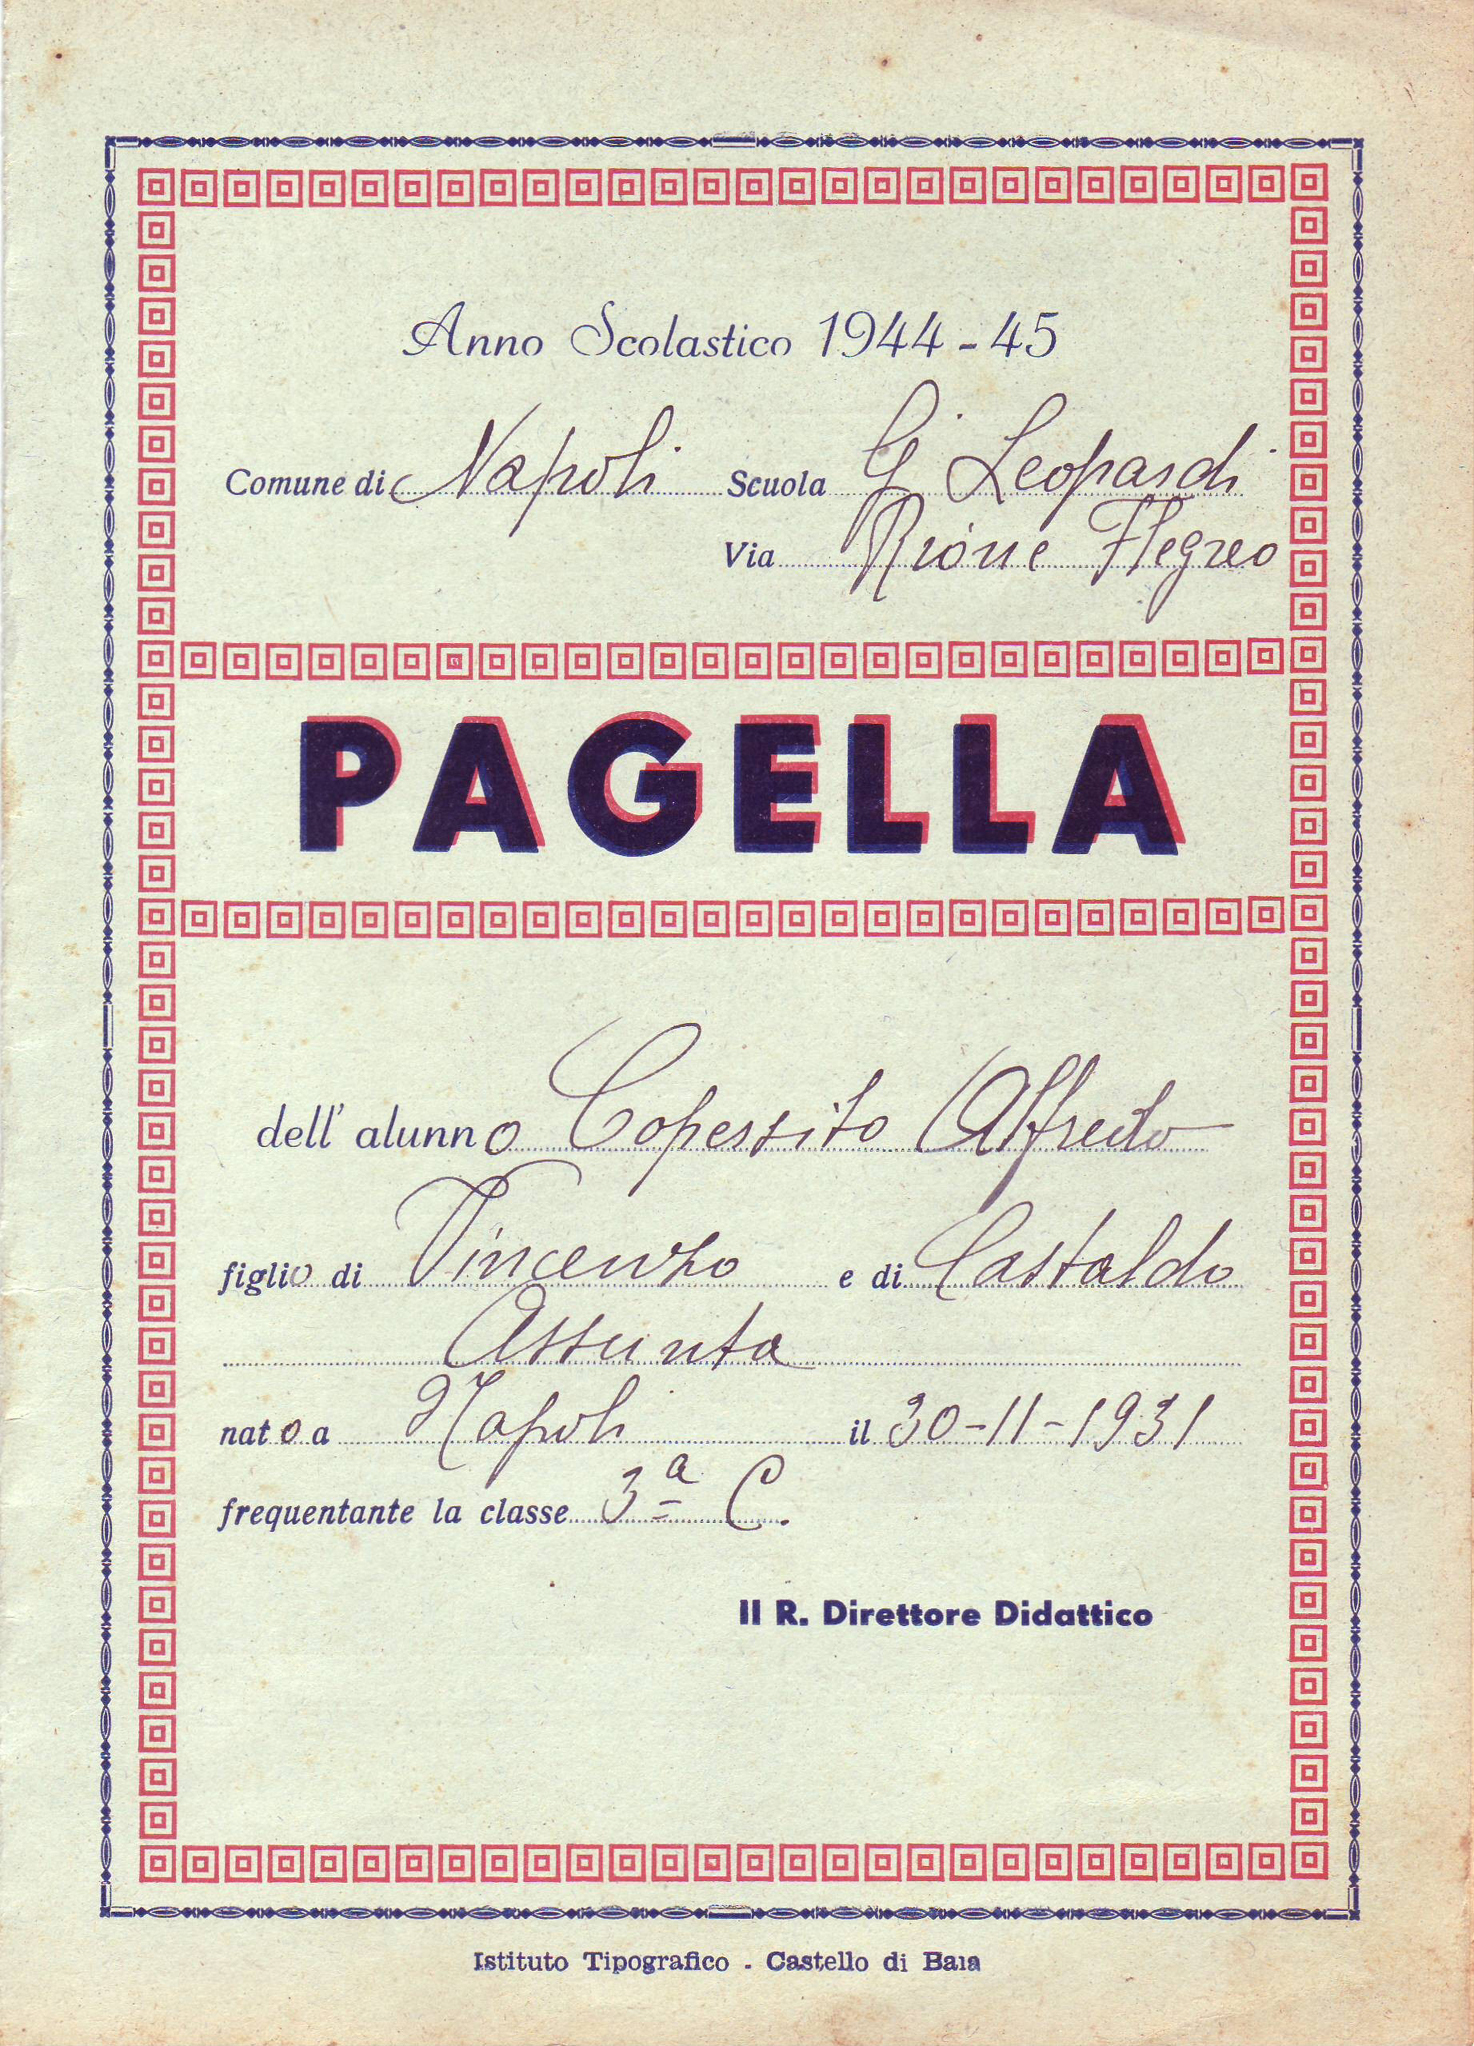 Anno Scolastico 1944-45
Comune di Napoli Scuola G. Leopardi
Via Rione Flegreo
PAGELLA
dell' alunno Copersito Alfredo
figlio di Vincenzo e di Castaldo
Assunta
nato a Napoli il 30-11-1931
frequentante la classe 3ª C.
Il R. Direttore Didattico
Istituto Tipografico - Castello di Baia